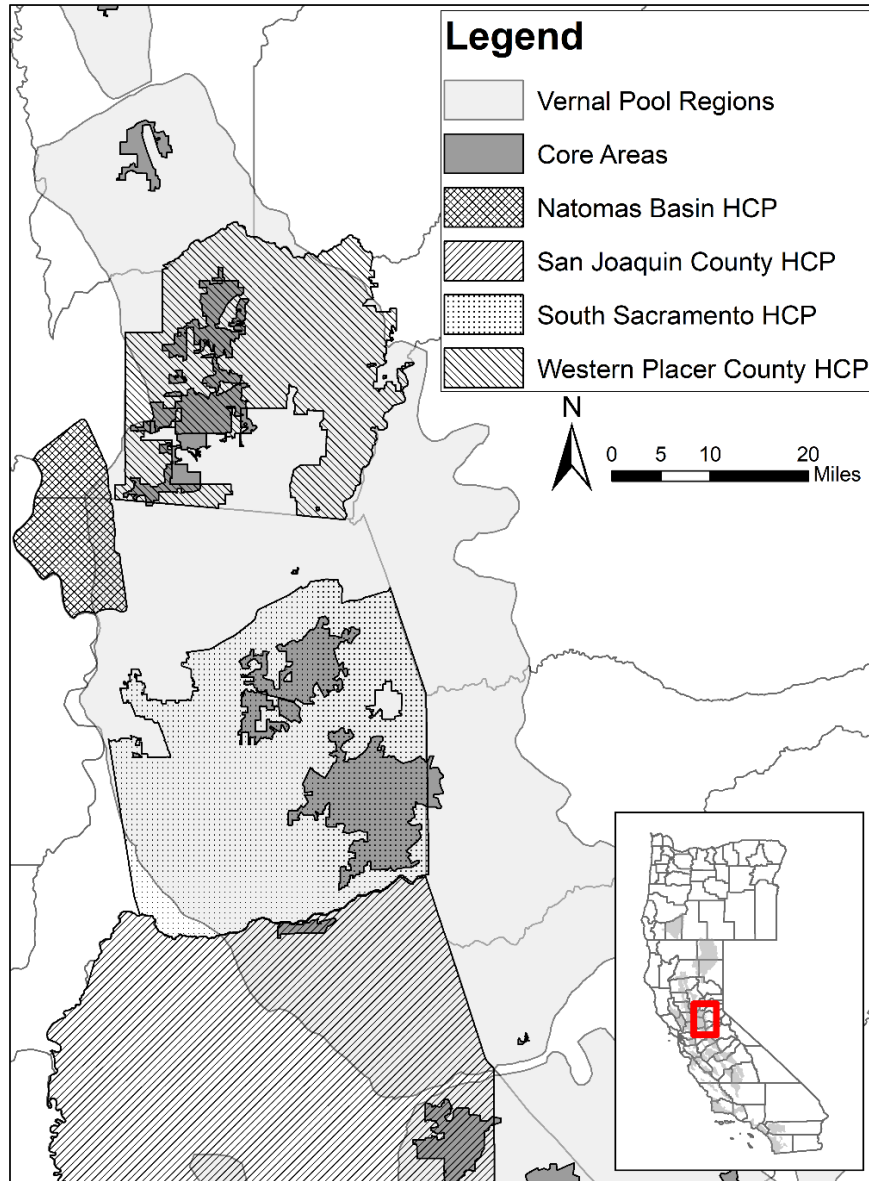 Legend
Vernal Pool Regions
Core Areas
Natomas Basin HCP
San Joaquin County HCP
South Sacramento HCP
Western Placer County HCP
N
0 5 10 20
Miles